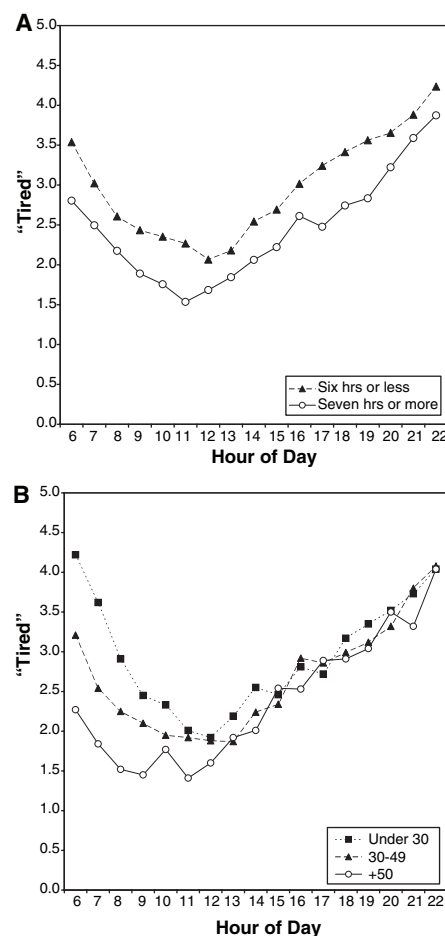 A
5.0
4.5
4.0
3.5
3.0
2.5
2.0
1.5
1.0
0.5
0.0
“Tired”
Six hrs or less
Seven hrs or more
6 7 8 9 10 11 12 13 14 15 16 17 18 19 20 21 22
Hour of Day
B
5.0
4.5
4.0
3.5
3.0
2.5
2.0
1.5
1.0
0.5
0.0
“Tired”
Under 30
30-49
+50
6 7 8 9 10 11 12 13 14 15 16 17 18 19 20 21 22
Hour of Day